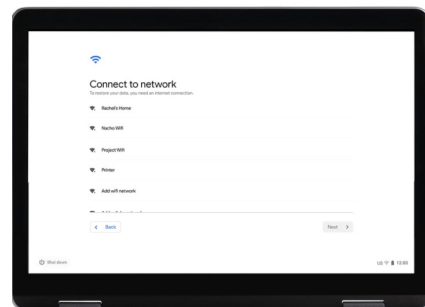 Connect to network
To restore your data, you need an internet connection.
Rachel's Home
Nacho Wifi
Project Wifi
Printer
Add wifi network
Back
Next
Shut down
US
12:00